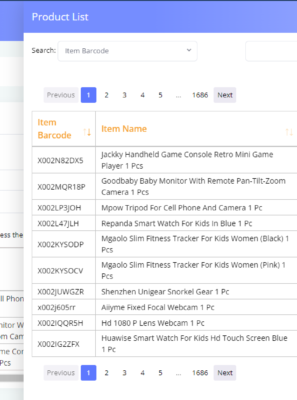 Product List
Search: Item Barcode
Previous 1 2 3 4 5 ... 1686 Next
Item
Barcode
Item Name
X002N82DX5 Jackky Handheld Game Console Retro Mini Game
Player 1 Pcs
X002MQR18P Goodbaby Baby Monitor With Remote Pan-Tilt-Zoom
Camera 1 Pcs
X002LP3JOH Mpow Tripod For Cell Phone And Camera 1 Pc
X002L47JLH Repanda Smart Watch For Kids In Blue 1 Pc
X002KYSODP Mgaolo Slim Fitness Tracker For Kids Women (Black) 1
Pcs
X002KYSOCV Mgaolo Slim Fitness Tracker For Kids Women (Pink) 1
Pcs
X002JUWGZR Shenzhen Unigear Snorkel Gear 1 Pc
x002j605rr Aiiyme Fixed Focal Webcam 1 Pc
X002IQQR5H Hd 1080 P Lens Webcam 1 Pc
X002IG2ZFX Huawise Smart Watch For Kids Hd Touch Screen Blue
1 Pc
Previous 1 2 3 4 5 ... 1686 Next
ess the
ll Phon
nitor W
om Cam
me Con
Pcs